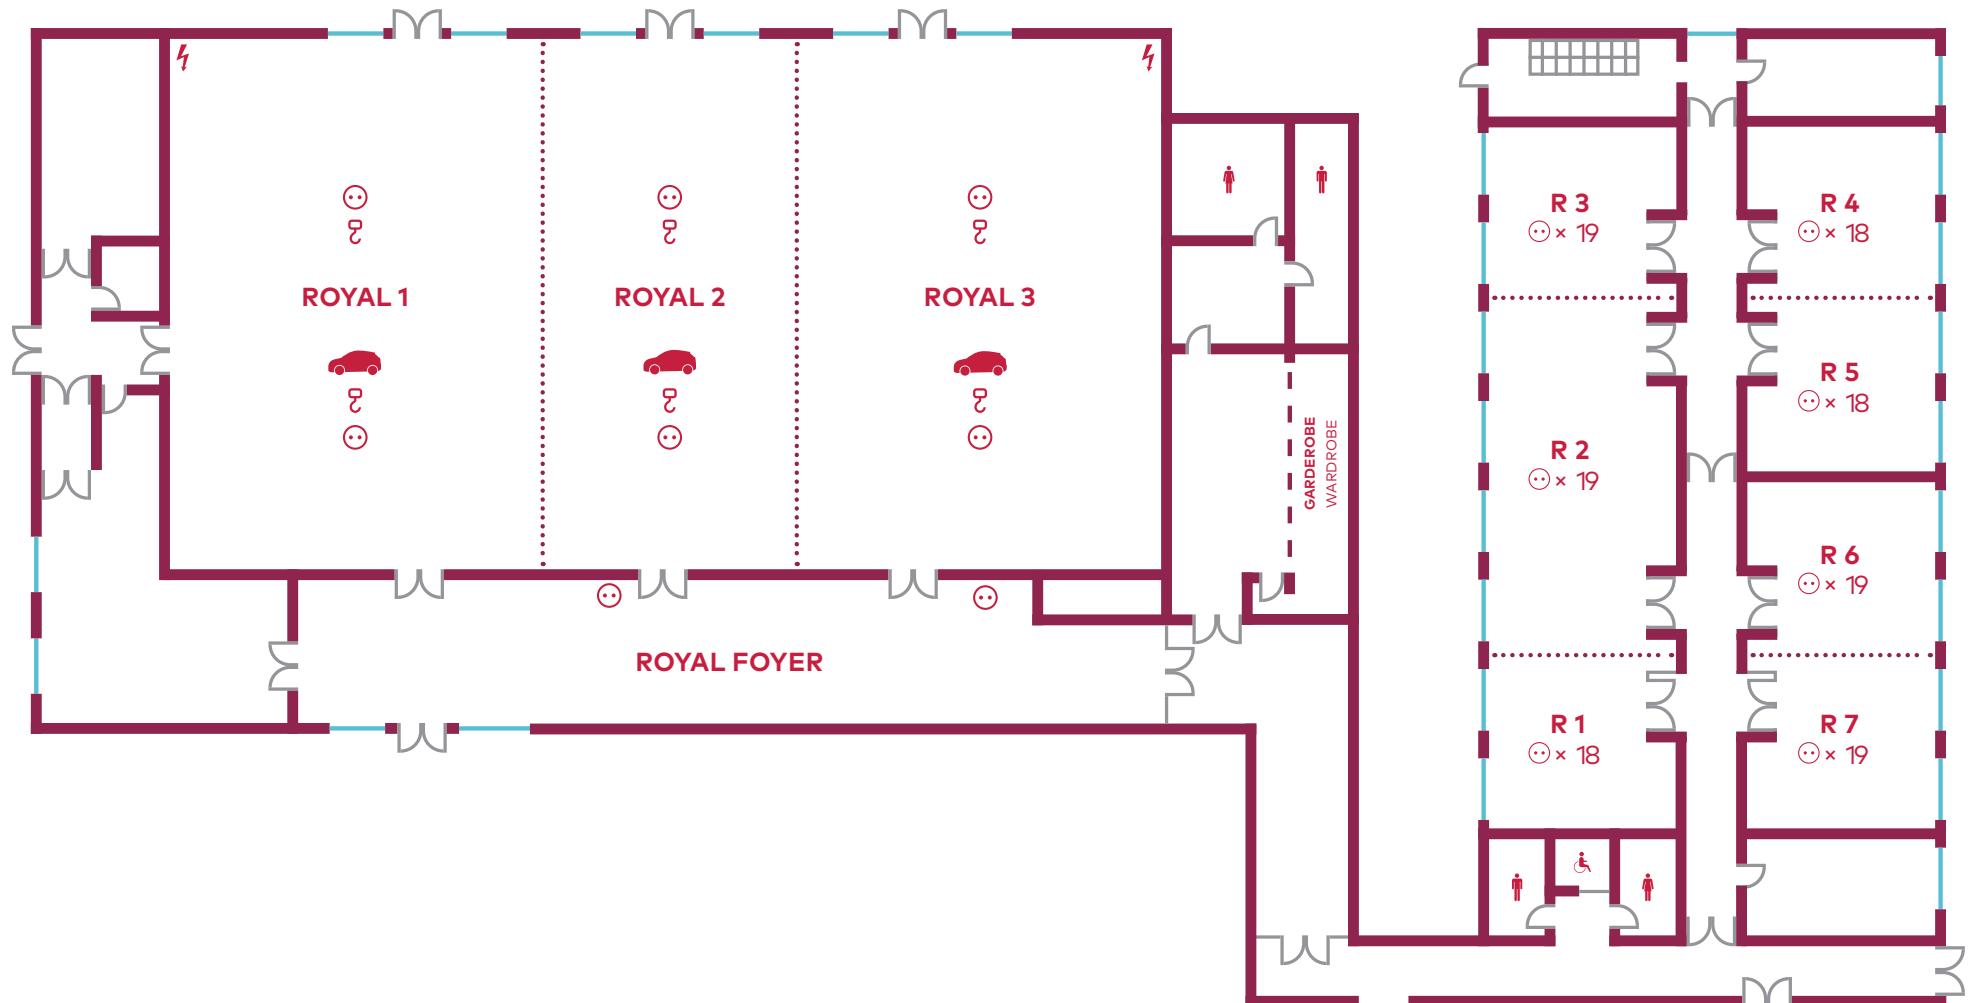 ROYAL 1
ROYAL 2
ROYAL 3
GARDEROBE
WARDROBE
ROYAL FOYER
R 3
× 19
R 4
× 18
R 5
× 18
R 2
× 19
R 6
× 19
R 1
× 18
R 7
× 19